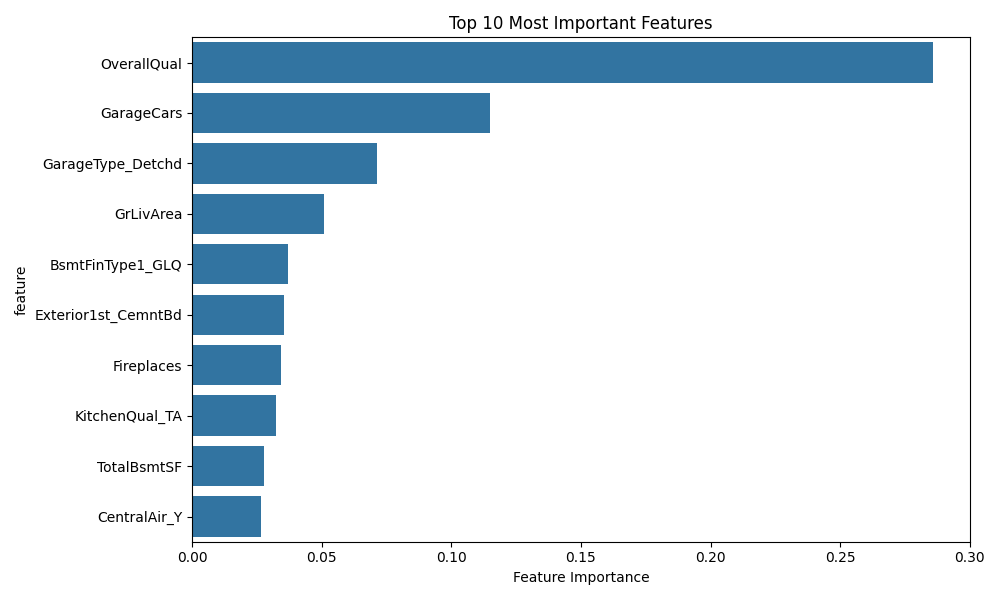 Top 10 Most Important Features
OverallQual
GarageCars
GarageType_Detchd
GrLivArea
BsmtFinType1_GLQ
Exterior1st_CemntBd
Fireplaces
KitchenQual_TA
TotalBsmtSF
CentralAir_Y
feature
0.00 0.05 0.10 0.15 0.20 0.25 0.30
Feature Importance